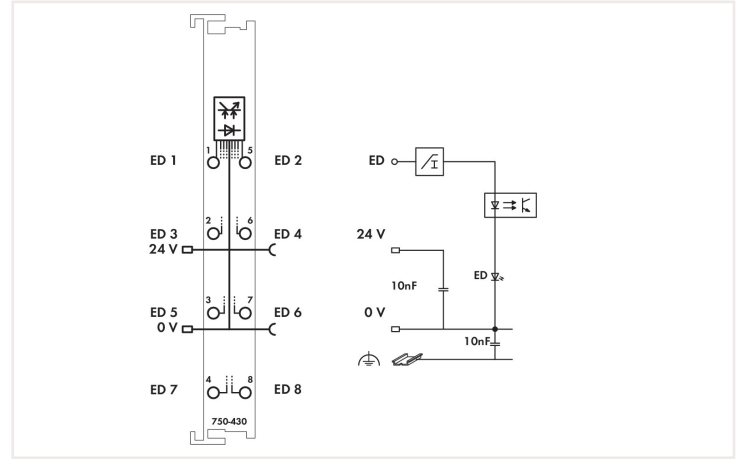 1 5
ED 1 ED 2
2 6
ED 3 ED 4
24 V
3 7
ED 5 ED 6
0 V
4 8
ED 7 ED 8
750-430
ED
I
24 V
ED
10nF
0 V
10nF